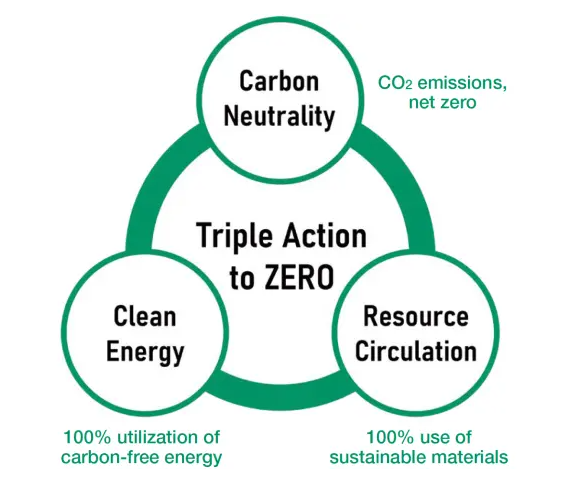 Carbon
Neutrality
CO₂ emissions,
net zero
Triple Action
to ZERO
Clean
Energy
Resource
Circulation
100% utilization of
carbon-free energy
100% use of
sustainable materials